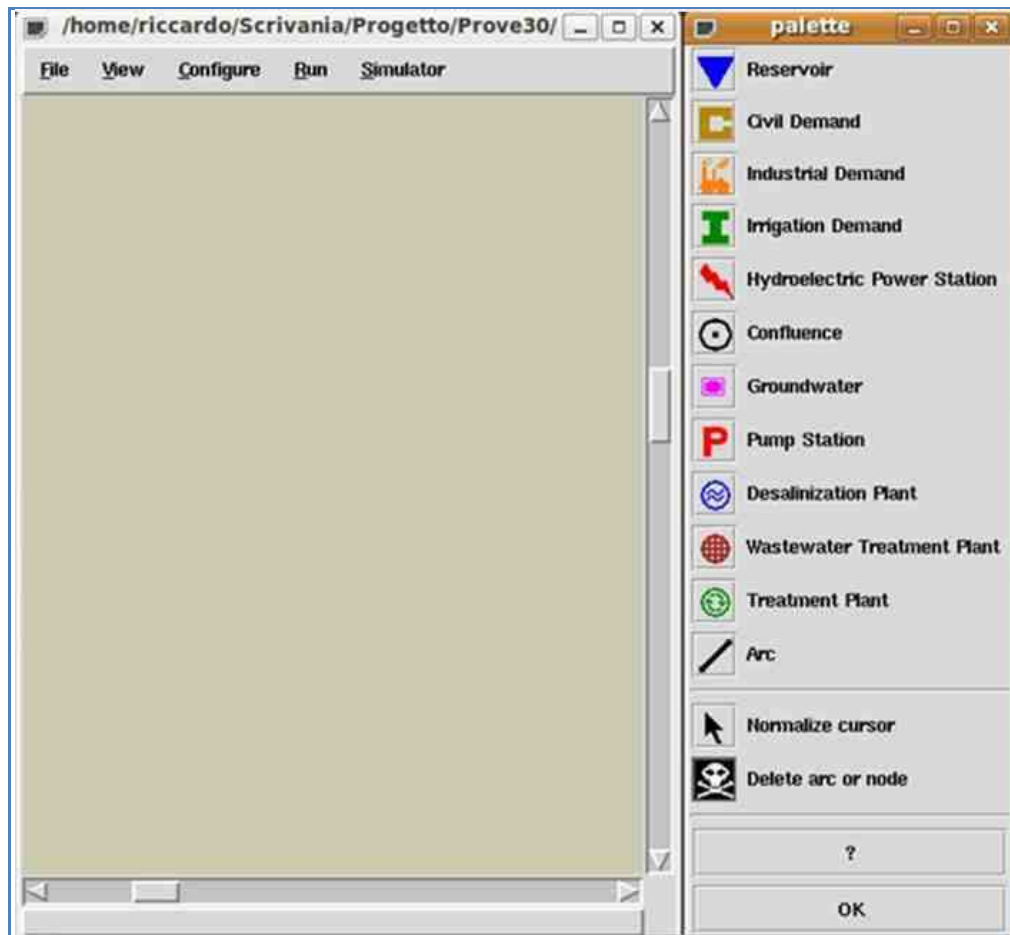 /home/riccardo/Scrivania/Progetto/Prove30/
File View Configure Run Simulator
palette
Reservoir
Civil Demand
Industrial Demand
Irrigation Demand
Hydroelectric Power Station
Confluence
Groundwater
P Pump Station
Desalinization Plant
Wastewater Treatment Plant
Treatment Plant
Arc
Normalize cursor
Delete arc or node
?
OK